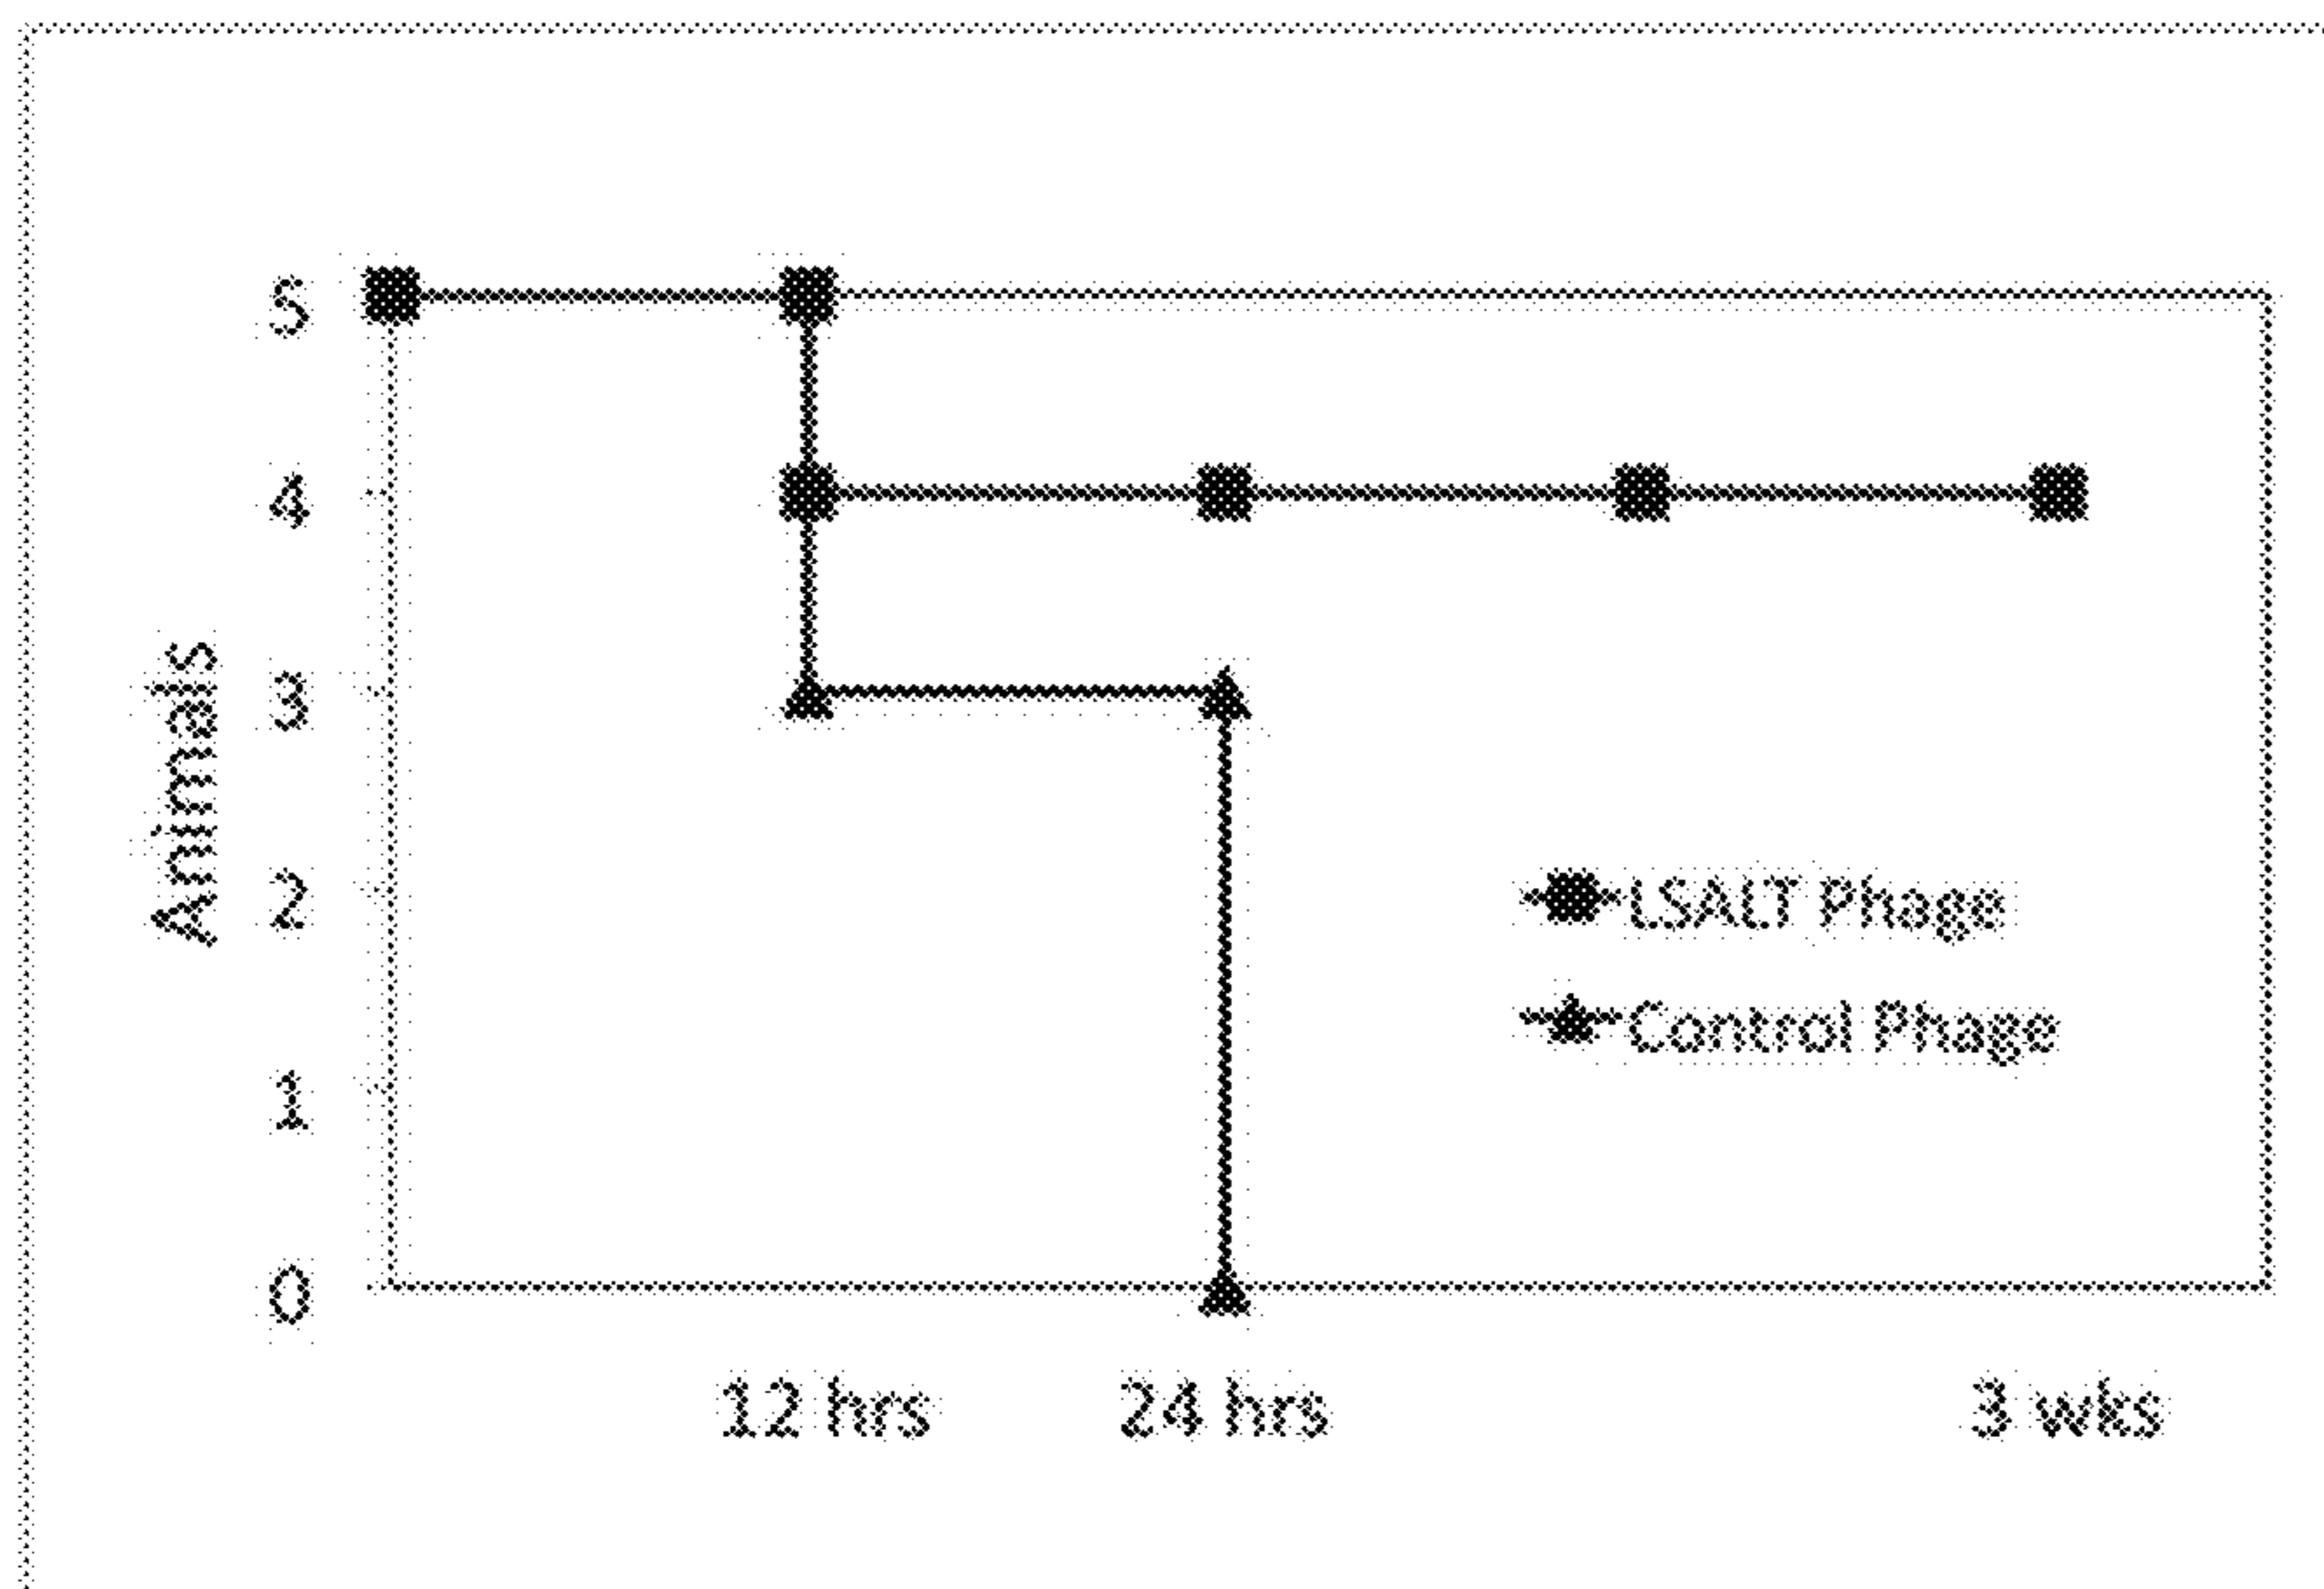 Animals
5
4
3
2
1
0
12 hrs
24 hrs
3 wks
LSALT Phage
Control Phage